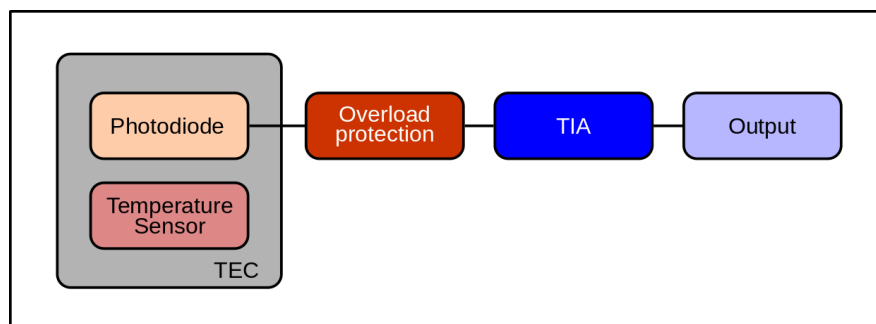 Photodiode
Overload
protection
TIA
Output
Temperature
Sensor
TEC